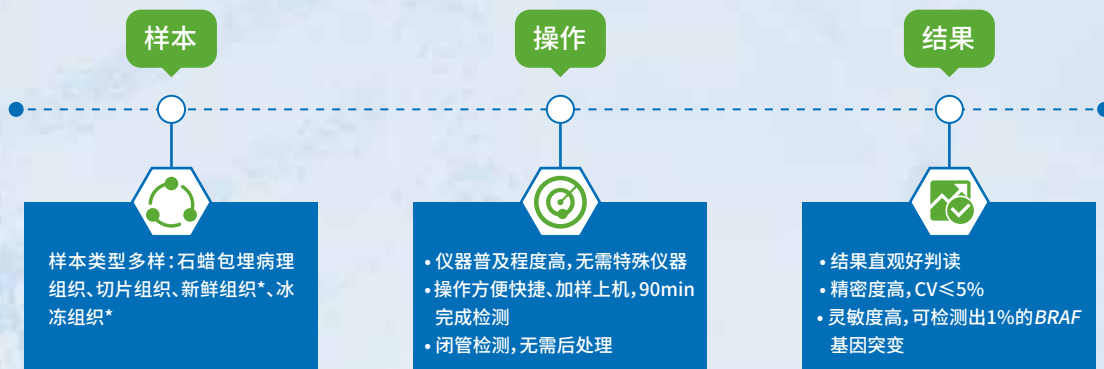 样本
操作
结果
样本类型多样:石蜡包埋病理
组织、切片组织、新鲜组织*、冰
冻组织*
• 仪器普及程度高,无需特殊仪器
• 操作方便快捷、加样上机,90min
完成检测
• 闭管检测,无需后处理
• 结果直观好判读
• 精密度高,CV≤5%
• 灵敏度高,可检测出1%的BRAF
基因突变